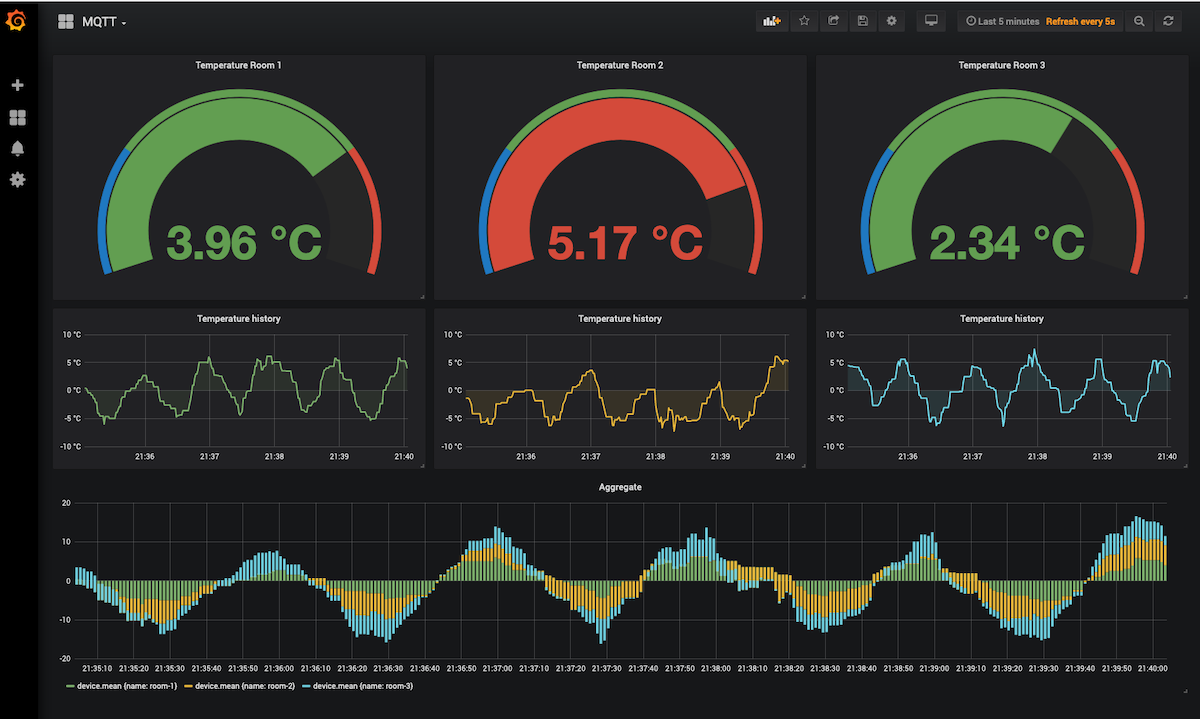 MQTT
Last 5 minutes Refresh every 5s
Temperature Room 1
3.96 °C
Temperature Room 2
5.17 °C
Temperature Room 3
2.34 °C
Temperature history
10 °C
5 °C
0 °C
-5 °C
-10 °C
21:36 21:37 21:38 21:39 21:40
Temperature history
10 °C
5 °C
0 °C
-5 °C
-10 °C
21:36 21:37 21:38 21:39 21:40
Temperature history
10 °C
5 °C
0 °C
-5 °C
-10 °C
21:36 21:37 21:38 21:39 21:40
Aggregate
20
10
0
-10
-20
21:35:10 21:35:20 21:35:30 21:35:40 21:35:50 21:36:00 21:36:10 21:36:20 21:36:30 21:36:40 21:36:50 21:37:00 21:37:10 21:37:20 21:37:30 21:37:40 21:37:50 21:38:00 21:38:10 21:38:20 21:38:30 21:38:40 21:38:50 21:39:00 21:39:10 21:39:20 21:39:30 21:39:40 21:39:50 21:40:00
device.mean {name: room-1} device.mean {name: room-2} device.mean {name: room-3}